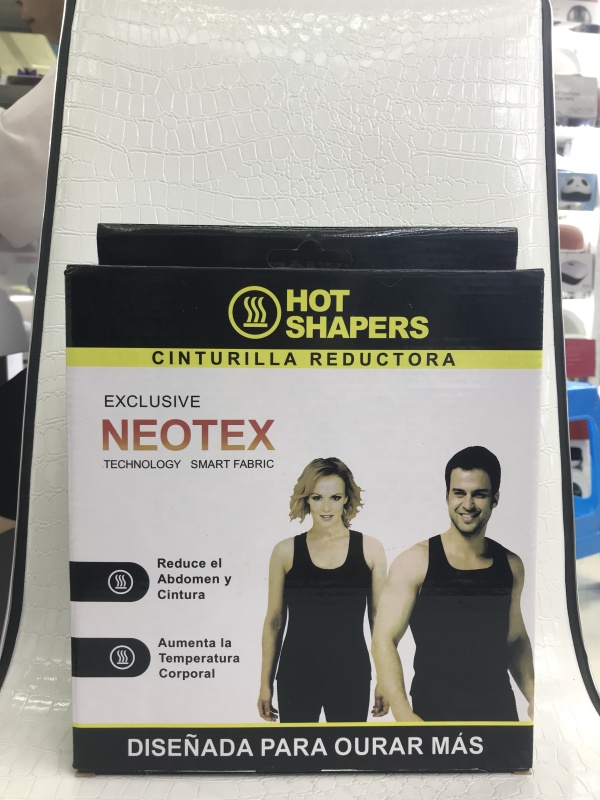 HOT
SHAPERS
CINTURILLA REDUCTORA
EXCLUSIVE
NEOTEX
TECHNOLOGY SMART FABRIC
Reduce el
Abdomen y
Cintura
Aumenta la
Temperatura
Corporal
DISEÑADA PARA OURAR MÁS